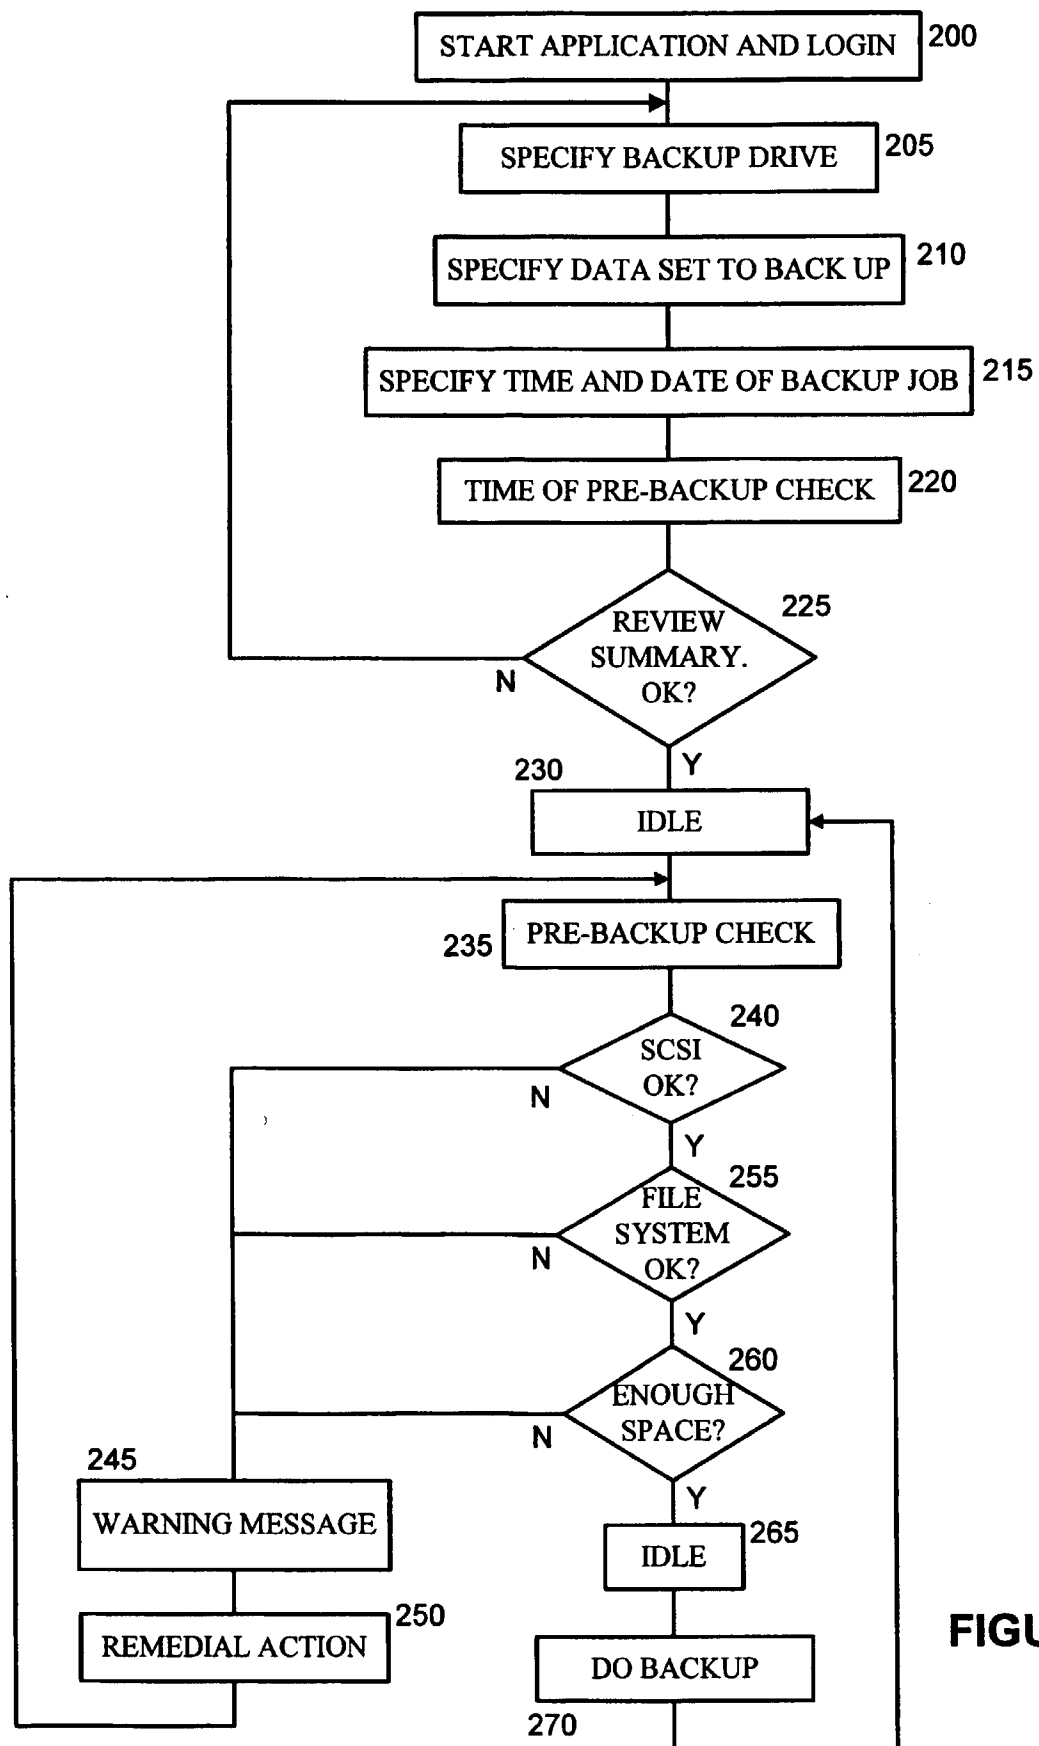 START APPLICATION AND LOGIN 200
SPECIFY BACKUP DRIVE 205
SPECIFY DATA SET TO BACK UP 210
SPECIFY TIME AND DATE OF BACKUP JOB 215
TIME OF PRE-BACKUP CHECK 220
225
REVIEW
SUMMARY.
OK?
N
Y
230
IDLE
PRE-BACKUP CHECK
235
240
SCSI
OK?
N
Y
255
FILE
SYSTEM
OK?
N
Y
260
ENOUGH
SPACE?
N
Y
245
WARNING MESSAGE
265
IDLE
250
REMEDIAL ACTION
DO BACKUP
270
FIGU